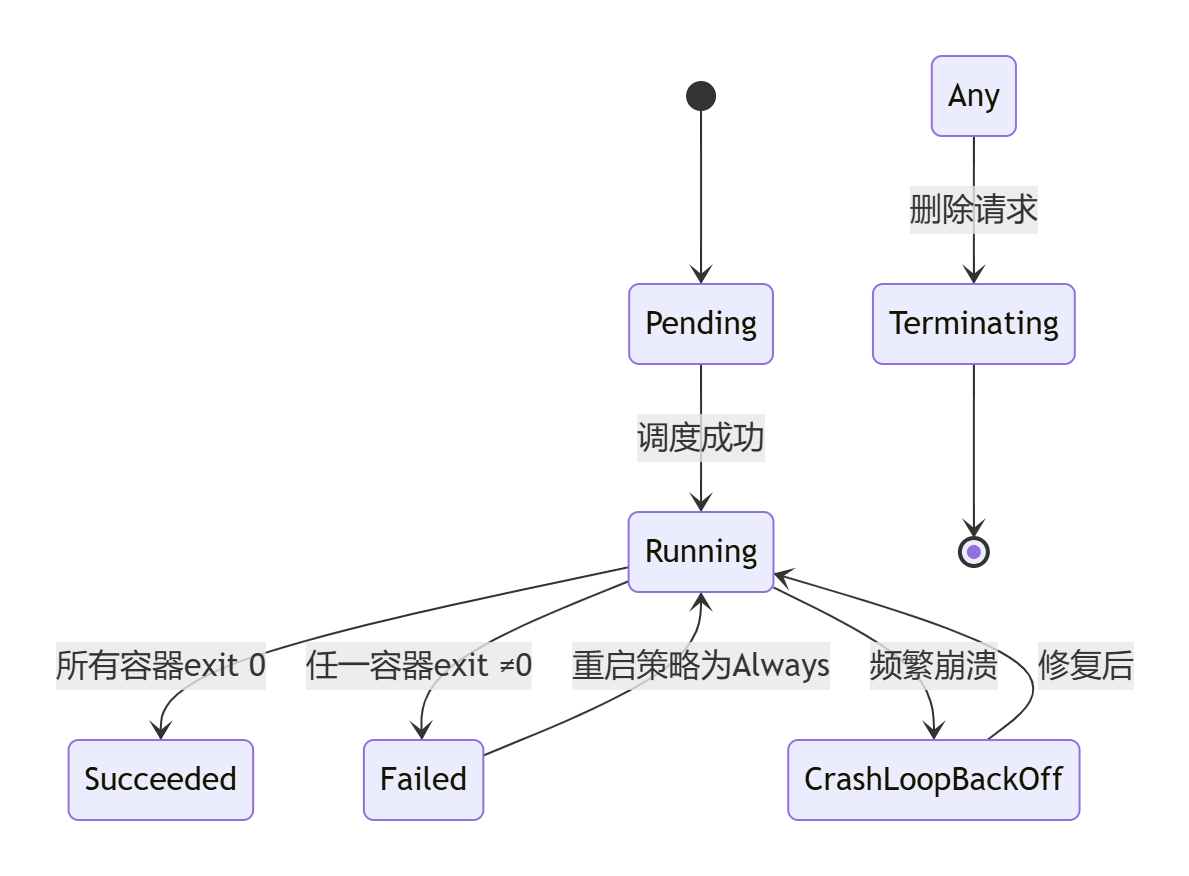 Any
删除请求
Pending
Terminating
调度成功
Running
所有容器exit 0
任一容器exit ≠0
重启策略为Always
频繁崩溃
修复后
Succeeded
Failed
CrashLoopBackOff